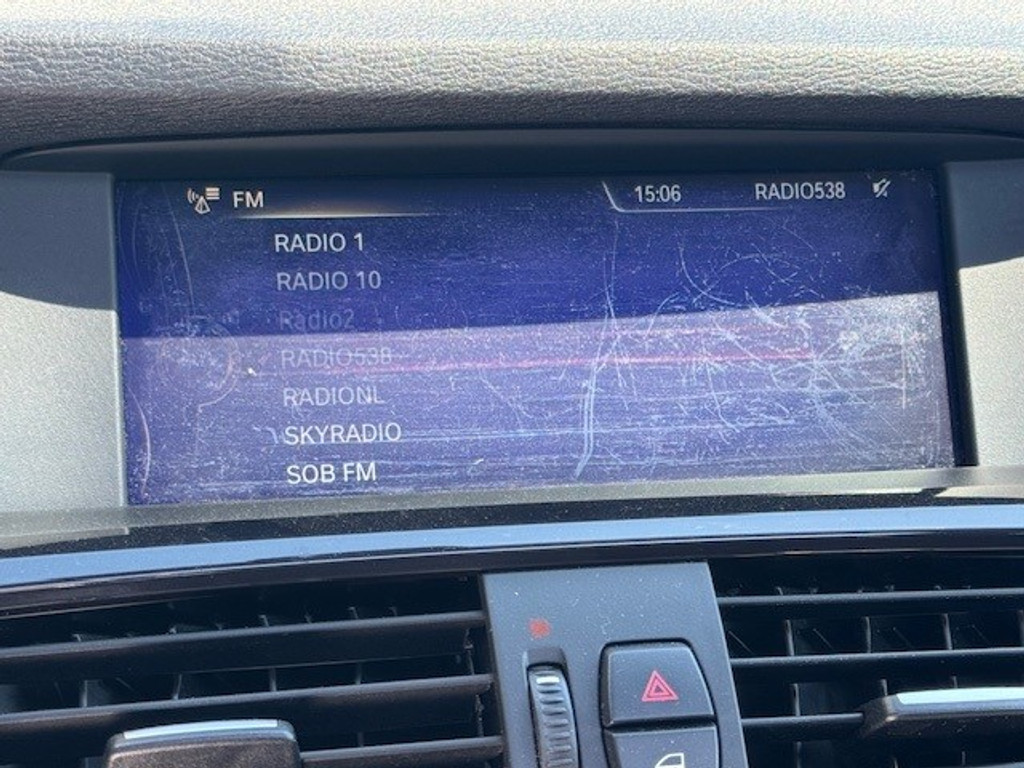 FM
15:06 RADIO538
RADIO 1
RADIO 10
Radio2
RADIO538
RADIONL
SKYRADIO
SOB FM